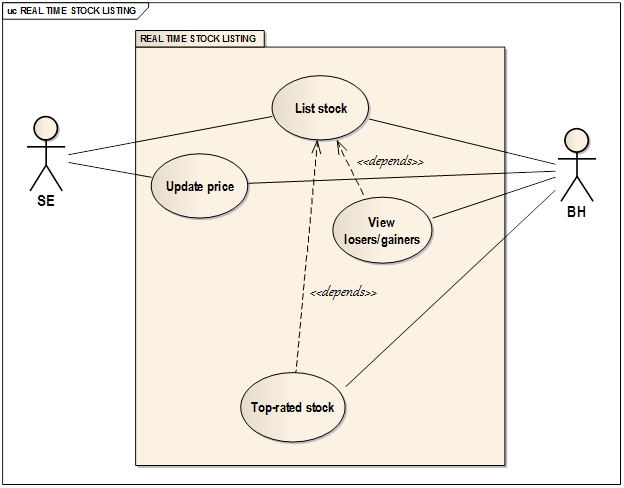 uc REAL TIME STOCK LISTING
REAL TIME STOCK LISTING
List stock
<<depends>>
Update price
SE
BH
View
losers/gainers
<<depends>>
Top-rated stock